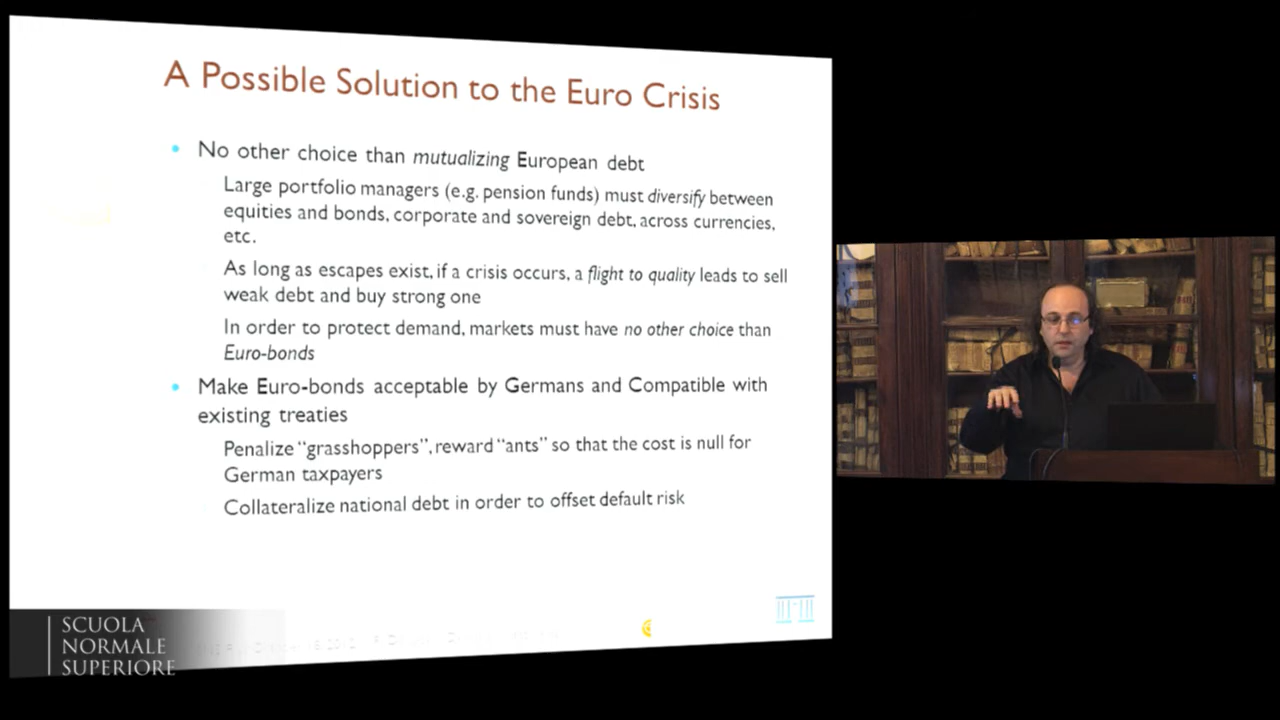 A Possible Solution to the Euro Crisis
• No other choice than mutualizing European debt
Large portfolio managers (e.g. pension funds) must diversify between
equities and bonds, corporate and sovereign debt, across currencies,
etc.
As long as escapes exist, if a crisis occurs, a flight to quality leads to sell
weak debt and buy strong one
In order to protect demand, markets must have no other choice than
Euro-bonds
• Make Euro-bonds acceptable by Germans and Compatible with
existing treaties
Penalize “grasshoppers”, reward “ants” so that the cost is null for
German taxpayers
Collateralize national debt in order to offset default risk
SCUOLA
NORMALE
SUPERIORE